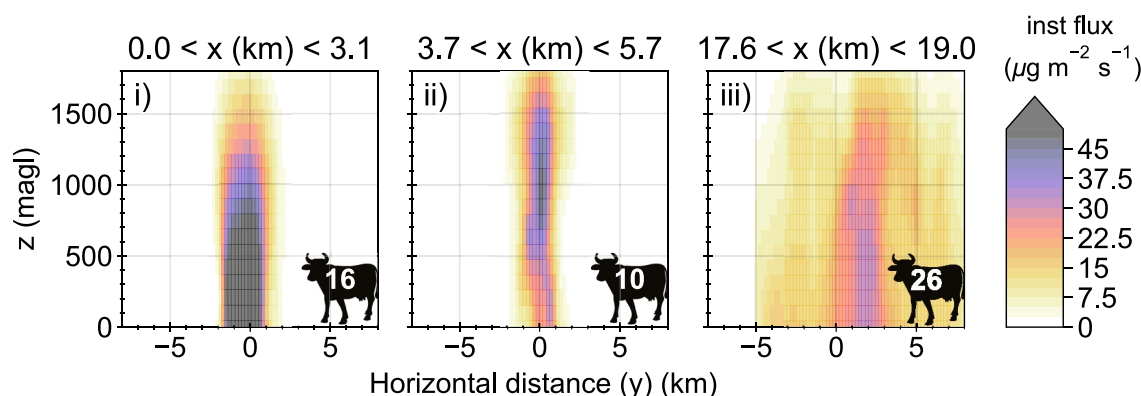 inst flux
(µg m⁻² s⁻¹)
0.0 < x (km) < 3.1
3.7 < x (km) < 5.7
17.6 < x (km) < 19.0
i)
ii)
iii)
z (magl)
1500
1000
500
0
16
10
26
−5 0 5
−5 0 5
−5 0 5
Horizontal distance (y) (km)
45
37.5
30
22.5
15
7.5
0